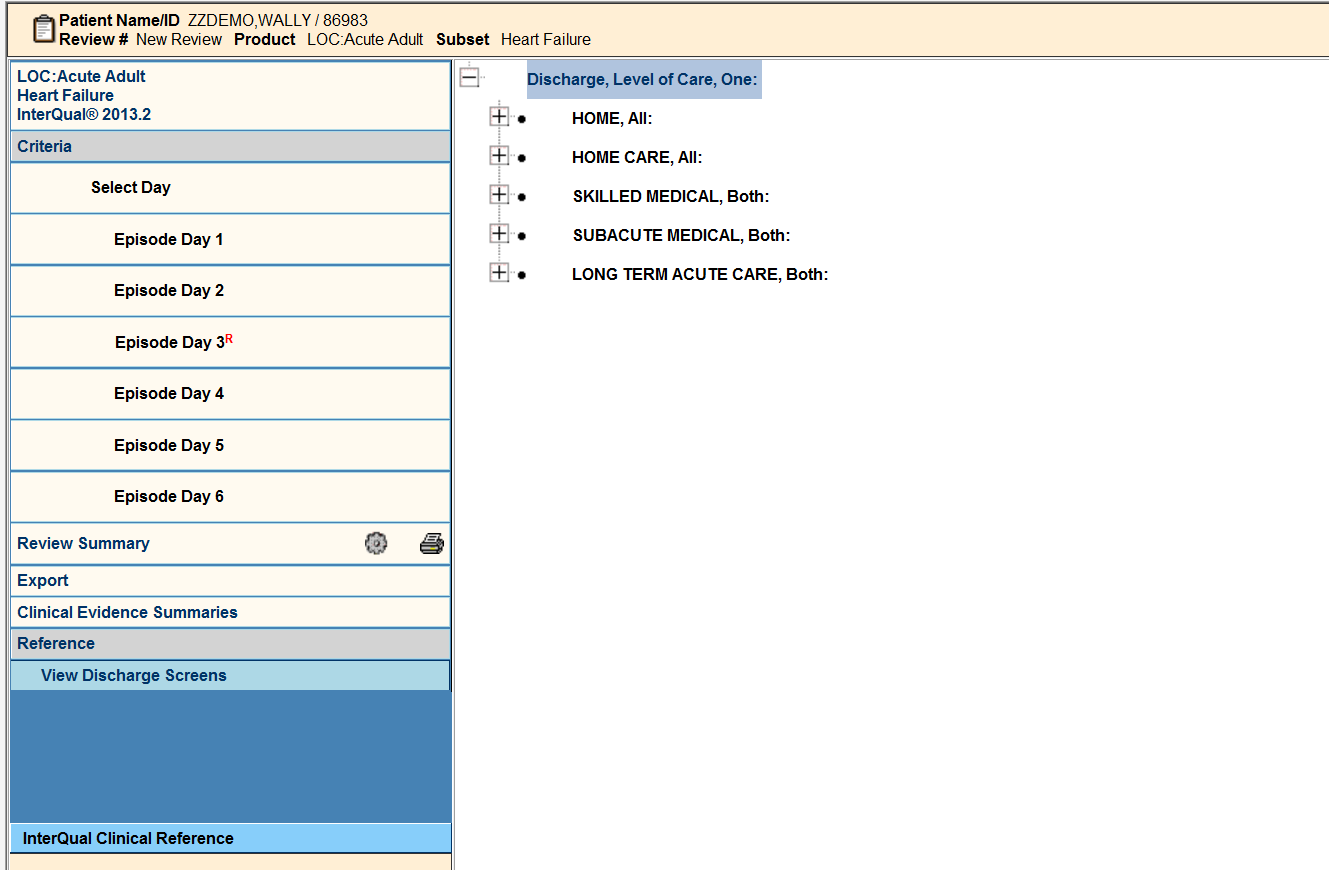 Patient Name/ID ZZDEMO,WALLY / 86983
Review # New Review Product LOC:Acute Adult Subset Heart Failure
LOC:Acute Adult
Heart Failure
InterQual® 2013.2
Criteria
Select Day
Episode Day 1
Episode Day 2
Episode Day 3R
Episode Day 4
Episode Day 5
Episode Day 6
Review Summary
Export
Clinical Evidence Summaries
Reference
View Discharge Screens
InterQual Clinical Reference
Discharge, Level of Care, One:
HOME, All:
HOME CARE, All:
SKILLED MEDICAL, Both:
SUBACUTE MEDICAL, Both:
LONG TERM ACUTE CARE, Both: